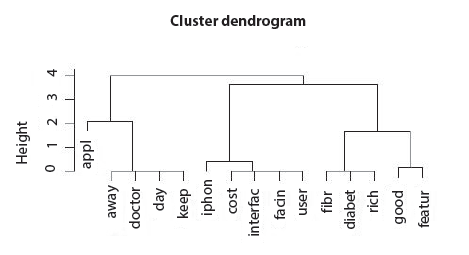 Cluster dendrogram
Height
0 1 2 3 4
appl
away
doctor
day
keep
iphon
cost
interfac
facin
user
fibr
diabet
rich
good
featur